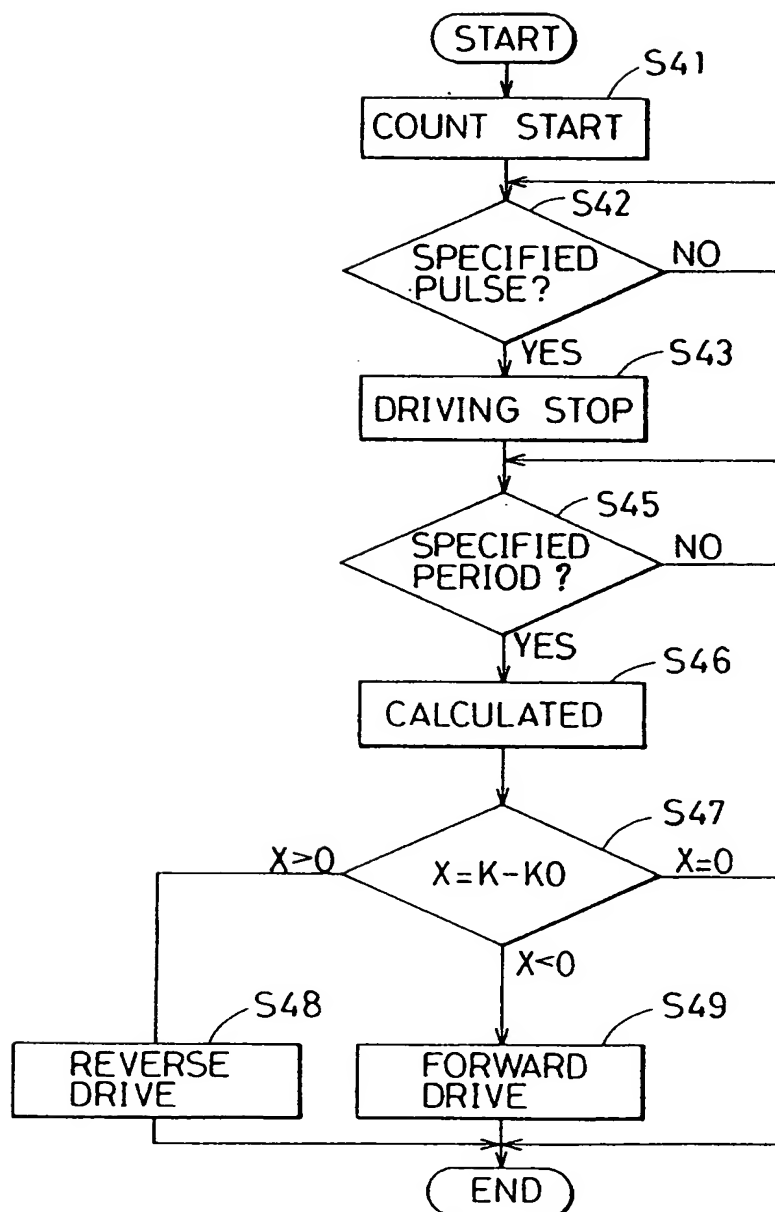 START
S41
COUNT START
S42
SPECIFIED
PULSE?
NO
YES
S43
DRIVING STOP
S45
SPECIFIED
PERIOD?
NO
YES
S46
CALCULATED
S47
X>0
X=K-K0
X=0
X<0
S48
S49
REVERSE
DRIVE
FORWARD
DRIVE
END